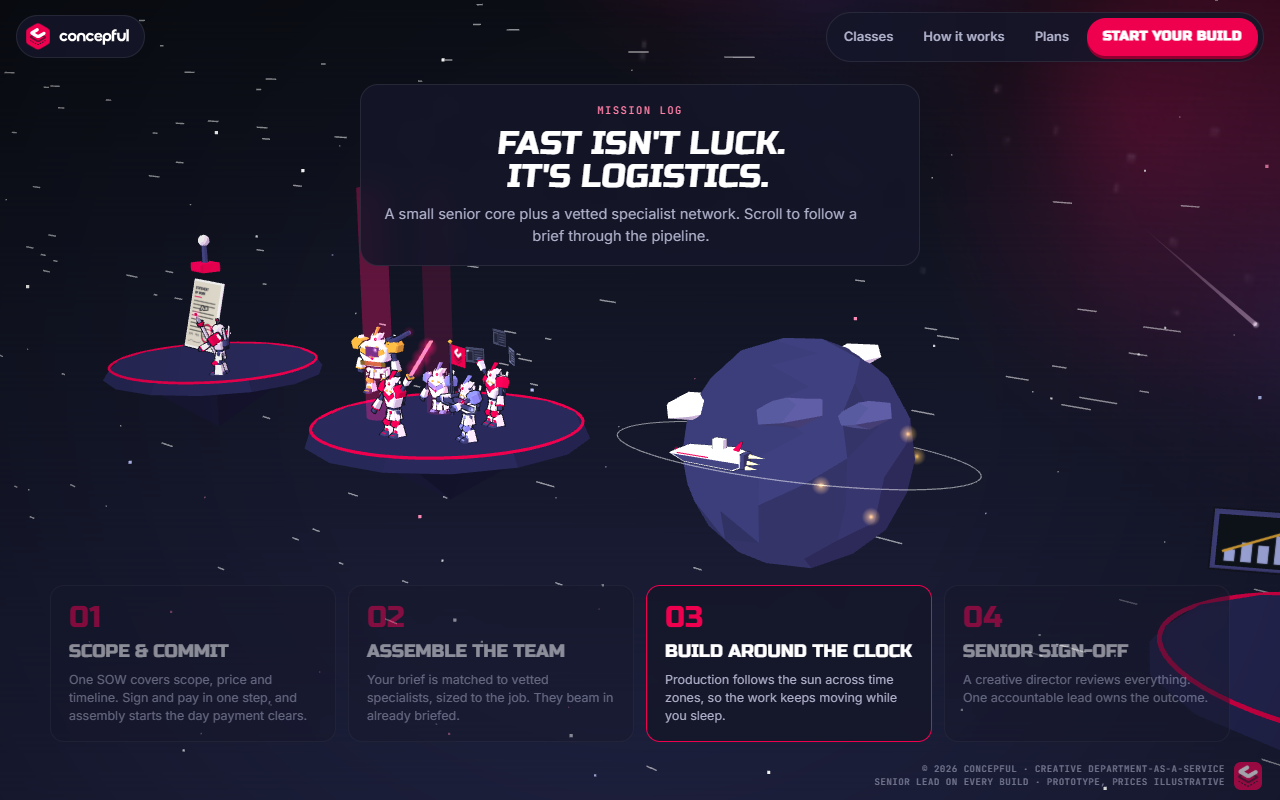 concepful
Classes
How it works
Plans
START YOUR BUILD
MISSION LOG
FAST ISN'T LUCK.
IT'S LOGISTICS.
A small senior core plus a vetted specialist network. Scroll to follow a
brief through the pipeline.
01
SCOPE & COMMIT
One SOW covers scope, price and
timeline. Sign and pay in one step, and
assembly starts the day payment clears.
02
ASSEMBLE THE TEAM
Your brief is matched to vetted
specialists, sized to the job. They beam in
already briefed.
03
BUILD AROUND THE CLOCK
Production follows the sun across time
zones, so the work keeps moving while
you sleep.
04
SENIOR SIGN-OFF
A creative director reviews everything.
One accountable lead owns the outcome.
© 2026 CONCEPFUL · CREATIVE DEPARTMENT-AS-A-SERVICE
SENIOR LEAD ON EVERY BUILD · PROTOTYPE, PRICES ILLUSTRATIVE